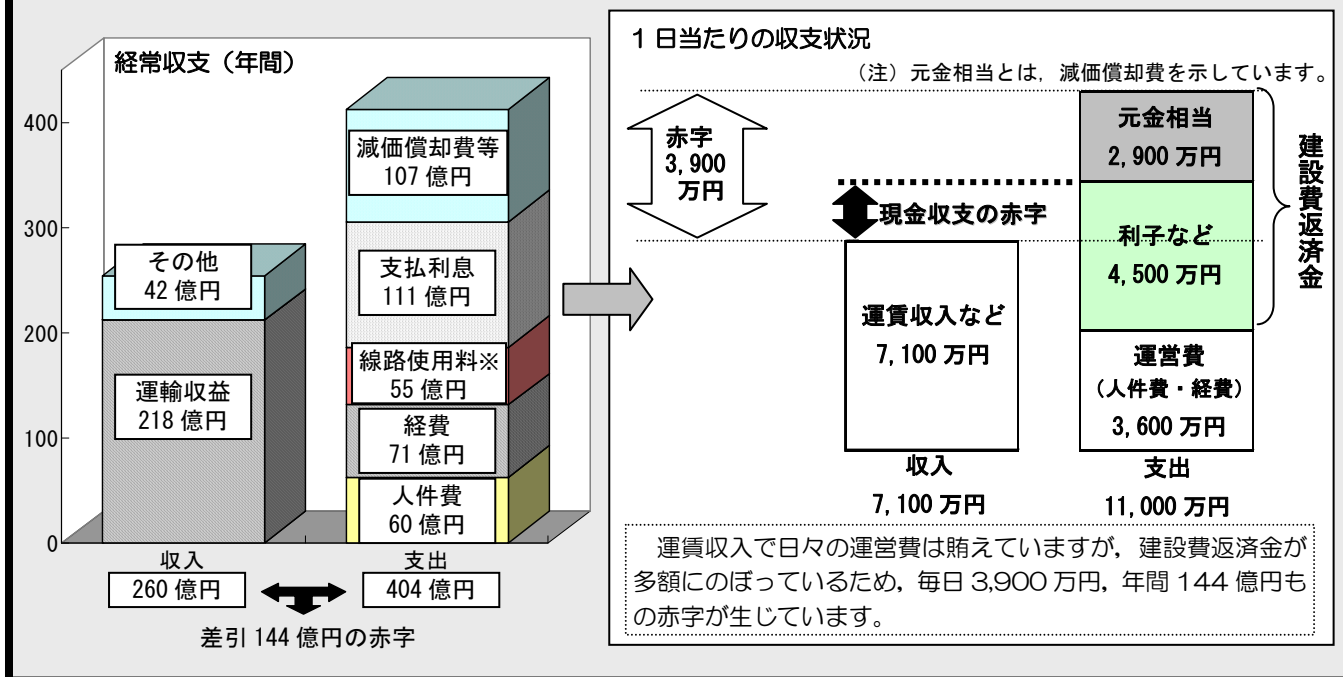 経常収支（年間）
400
300
200
100
0
その他
42 億円
運輸収益
218 億円
減価償却費等
107 億円
支払利息
111 億円
線路使用料※
55 億円
経費
71 億円
人件費
60 億円
収入
260 億円
支出
404 億円
差引 144 億円の赤字
1 日当たりの収支状況
（注）元金相当とは，減価償却費を示しています。
赤字
3,900
万円
現金収支の赤字
運賃収入など
7,100 万円
収入
7,100 万円
元金相当
2,900 万円
利子など
4,500 万円
運営費
（人件費・経費）
3,600 万円
支出
11,000 万円
建設費返済金
運賃収入で日々の運営費は賄えていますが，建設費返済金が
多額にのぼっているため，毎日 3,900 万円，年間 144 億円も
の赤字が生じています。